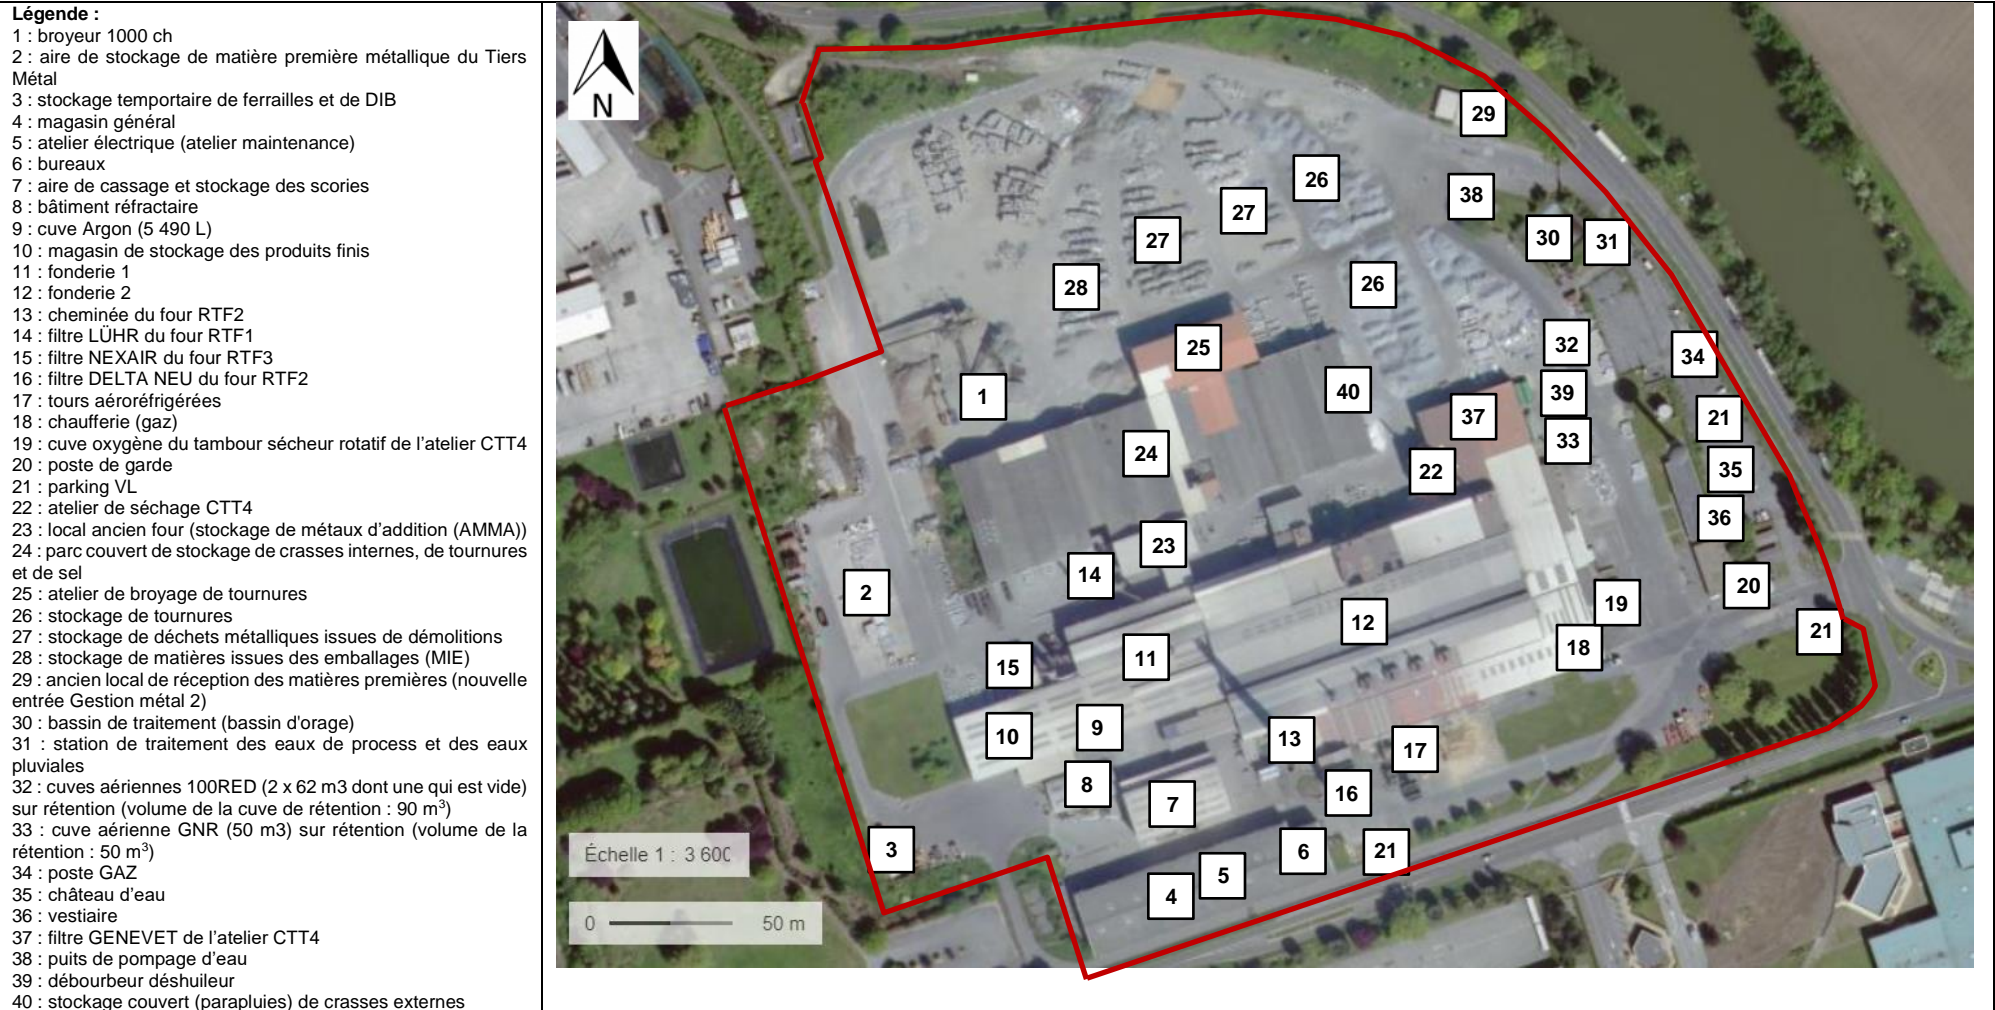 Légende :
1 : broyeur 1000 ch
2 : aire de stockage de matière première métallique du Tiers
Métal
3 : stockage temportaire de ferrailles et de DIB
4 : magasin général
5 : atelier électrique (atelier maintenance)
6 : bureaux
7 : aire de cassage et stockage des scories
8 : bâtiment réfractaire
9 : cuve Argon (5 490 L)
10 : magasin de stockage des produits finis
11 : fonderie 1
12 : fonderie 2
13 : cheminée du four RTF2
14 : filtre LÜHR du four RTF1
15 : filtre NEXAIR du four RTF3
16 : filtre DELTA NEU du four RTF2
17 : tours aéroréfrigérées
18 : chaufferie (gaz)
19 : cuve oxygène du tambour sécheur rotatif de l'atelier CTT4
20 : poste de garde
21 : parking VL
22 : atelier de séchage CTT4
23 : local ancien four (stockage de métaux d'addition (AMMA))
24 : parc couvert de stockage de crasses internes, de tournures
et de sel
25 : atelier de broyage de tournures
26 : stockage de tournures
27 : stockage de déchets métalliques issues de démolitions
28 : stockage de matières issues des emballages (MIE)
29 : ancien local de réception des matières premières (nouvelle
entrée Gestion métal 2)
30 : bassin de traitement (bassin d'orage)
31 : station de traitement des eaux de process et des eaux
pluviales
32 : cuves aériennes 100RED (2 x 62 m3 dont une qui est vide)
sur rétention (volume de la cuve de rétention : 90 m³)
33 : cuve aérienne GNR (50 m3) sur rétention (volume de la
rétention : 50 m³)
34 : poste GAZ
35 : château d'eau
36 : vestiaire
37 : filtre GENEVET de l'atelier CTT4
38 : puits de pompage d'eau
39 : débourbeur déshuileur
40 : stockage couvert (parapluies) de crasses externes
N
29
26
38
27
30
31
27
28
26
25
32
34
1
40
39
37
21
33
24
22
35
36
23
14
20
2
19
12
21
18
11
15
9
10
13
17
8
16
7
3
6
21
5
4
Échelle 1 : 3 600
0
50 m